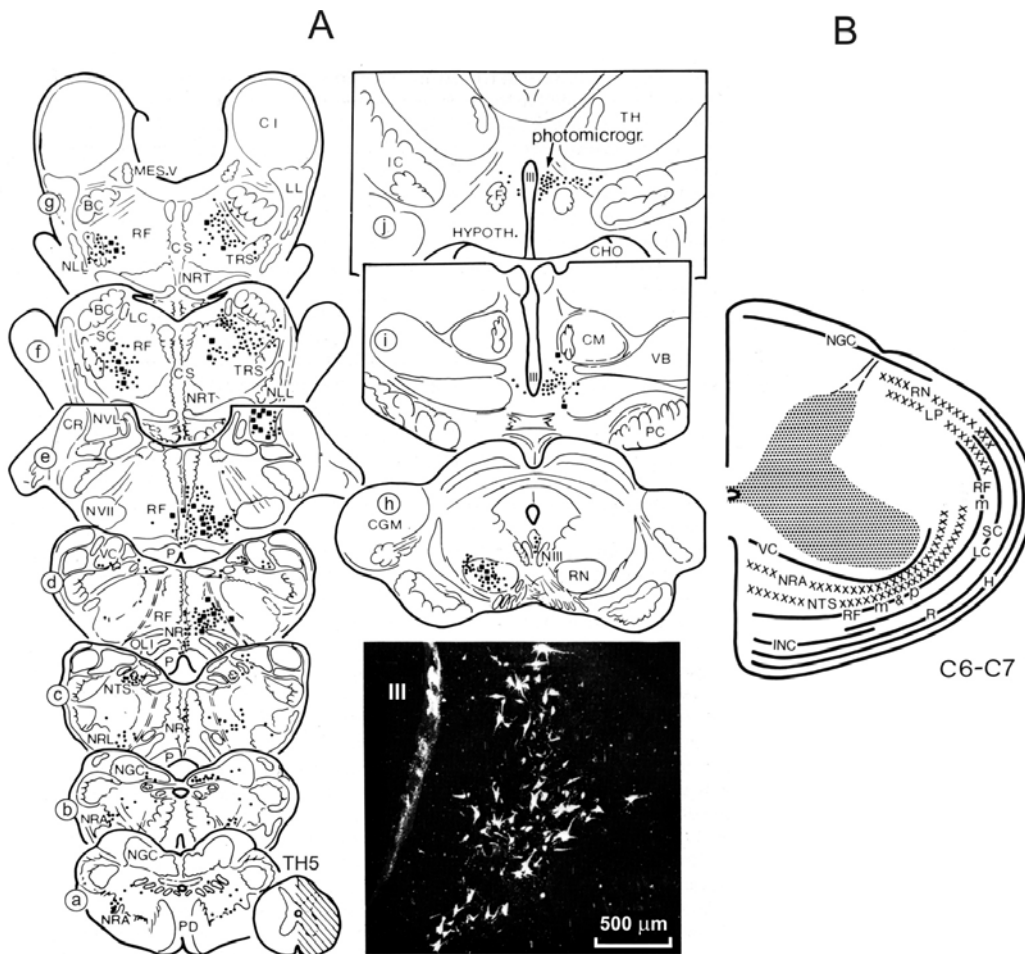 A
B
CI
MES.V
LL
g
BC
RF
CS
NLL
TRS
NRT
BC
LC
SC
RF
f
CS
TRS
NRT
NLL
CR
NVL
e
NVII
RF
P
VC
d
RF
NR
OLI
P
c
NTS
NR
NRL
P
NGC
b
NRA
NGC
TH5
a
NRA
PD
TH
photomicrogr.
IC
III
F
j
HYPOTH.
CHO
i
CM
VB
III
PC
h
CGM
NIII
RN
III
500 μm
NGC
RN
LP
RF
m
SC
LC
VC
NRA
H
NTS
m & p
RF
R
INC
C6-C7